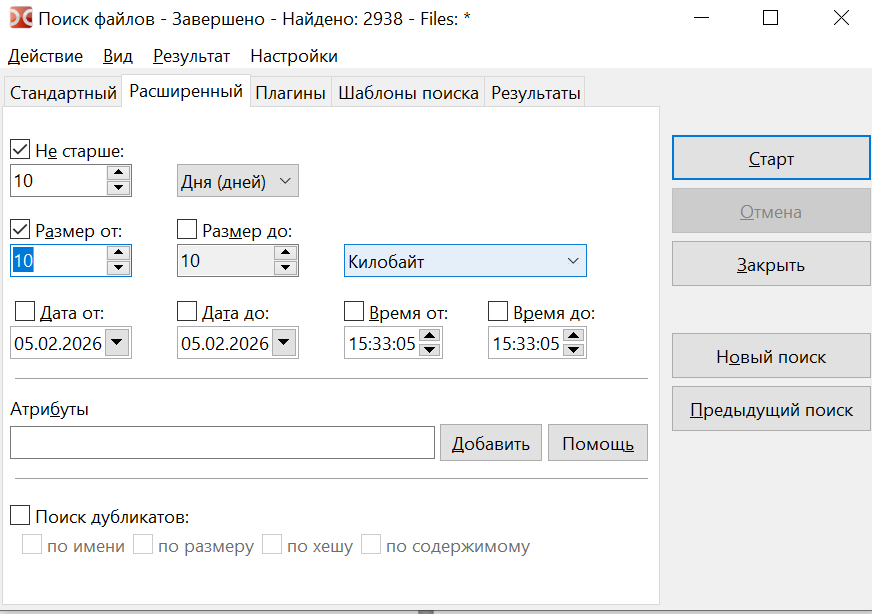 Поиск файлов - Завершено - Найдено: 2938 - Files: *
Действие Вид Результат Настройки
Стандартный Расширенный Плагины Шаблоны поиска Результаты
Не старше:
10 Дня (дней)
Старт
Размер от: Размер до:
10 10 Килобайт
Отмена
Закрыть
Дата от: Дата до: Время от: Время до:
05.02.2026 05.02.2026 15:33:05 15:33:05
Новый поиск
Предыдущий поиск
Атрибуты
Добавить Помощь
Поиск дубликатов:
по имени по размеру по хешу по содержимому